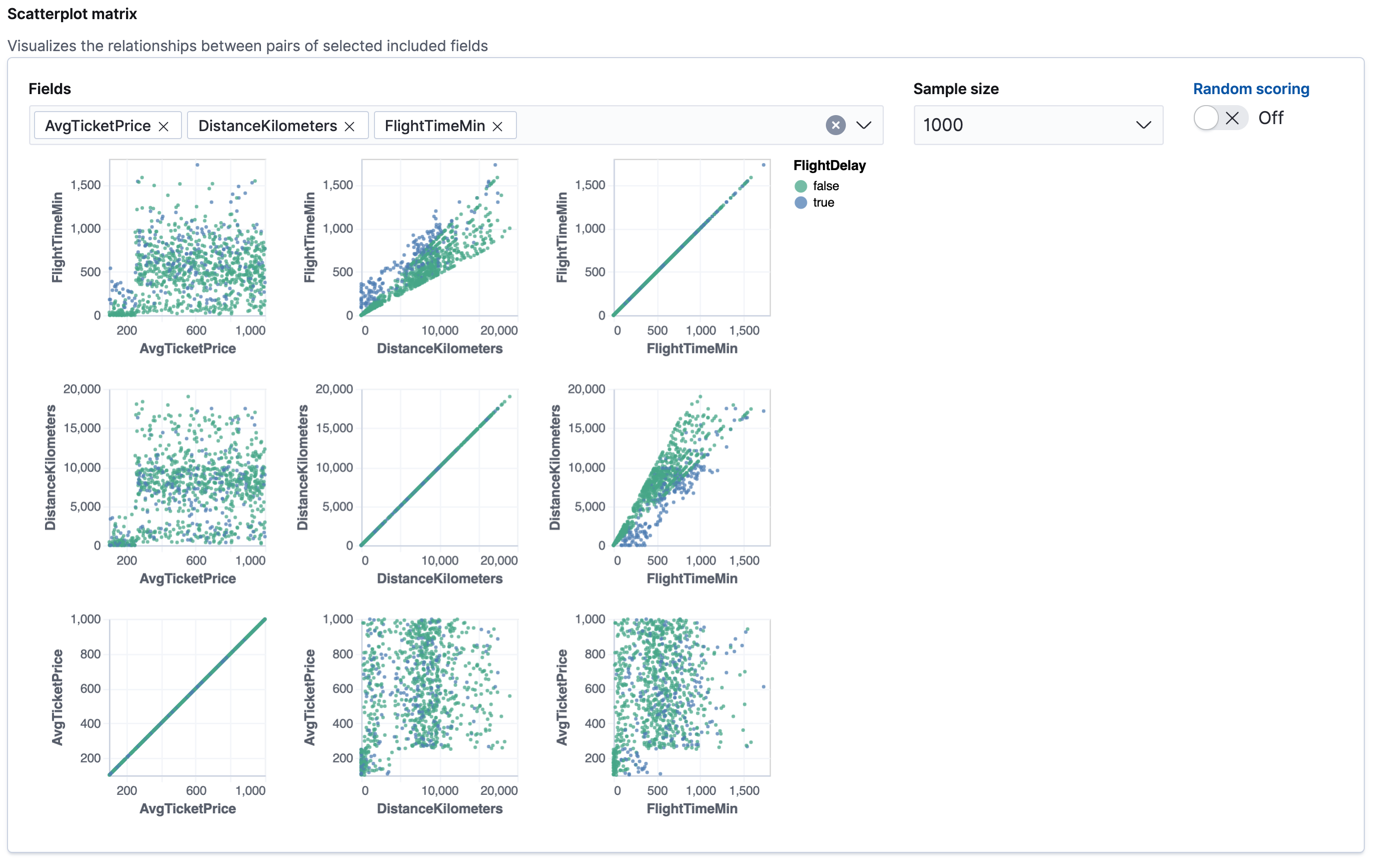 Scatterplot matrix
Visualizes the relationships between pairs of selected included fields
Fields
Sample size
Random scoring
AvgTicketPrice
DistanceKilometers
FlightTimeMin
1000
Off
FlightDelay
false
true
FlightTimeMin
1,500
1,000
500
0
200 600 1,000
AvgTicketPrice
FlightTimeMin
1,500
1,000
500
0
0 10,000 20,000
DistanceKilometers
FlightTimeMin
1,500
1,000
500
0
0 500 1,000 1,500
FlightTimeMin
DistanceKilometers
20,000
15,000
10,000
5,000
0
200 600 1,000
AvgTicketPrice
DistanceKilometers
20,000
15,000
10,000
5,000
0
0 10,000 20,000
DistanceKilometers
DistanceKilometers
20,000
15,000
10,000
5,000
0
0 500 1,000 1,500
FlightTimeMin
AvgTicketPrice
1,000
800
600
400
200
200 600 1,000
AvgTicketPrice
AvgTicketPrice
1,000
800
600
400
200
0 10,000 20,000
DistanceKilometers
AvgTicketPrice
1,000
800
600
400
200
0 500 1,000 1,500
FlightTimeMin